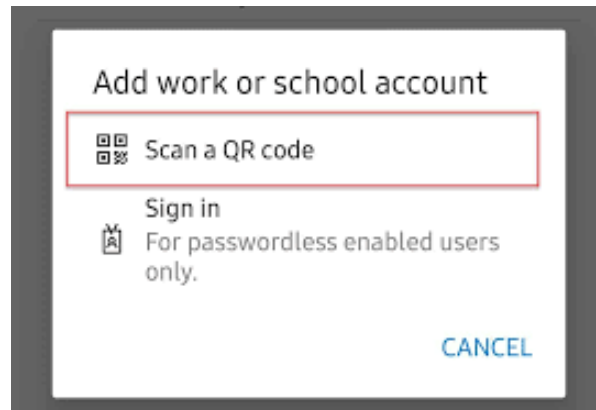 Add work or school account
Scan a QR code
Sign in
For passwordless enabled users
only.
CANCEL